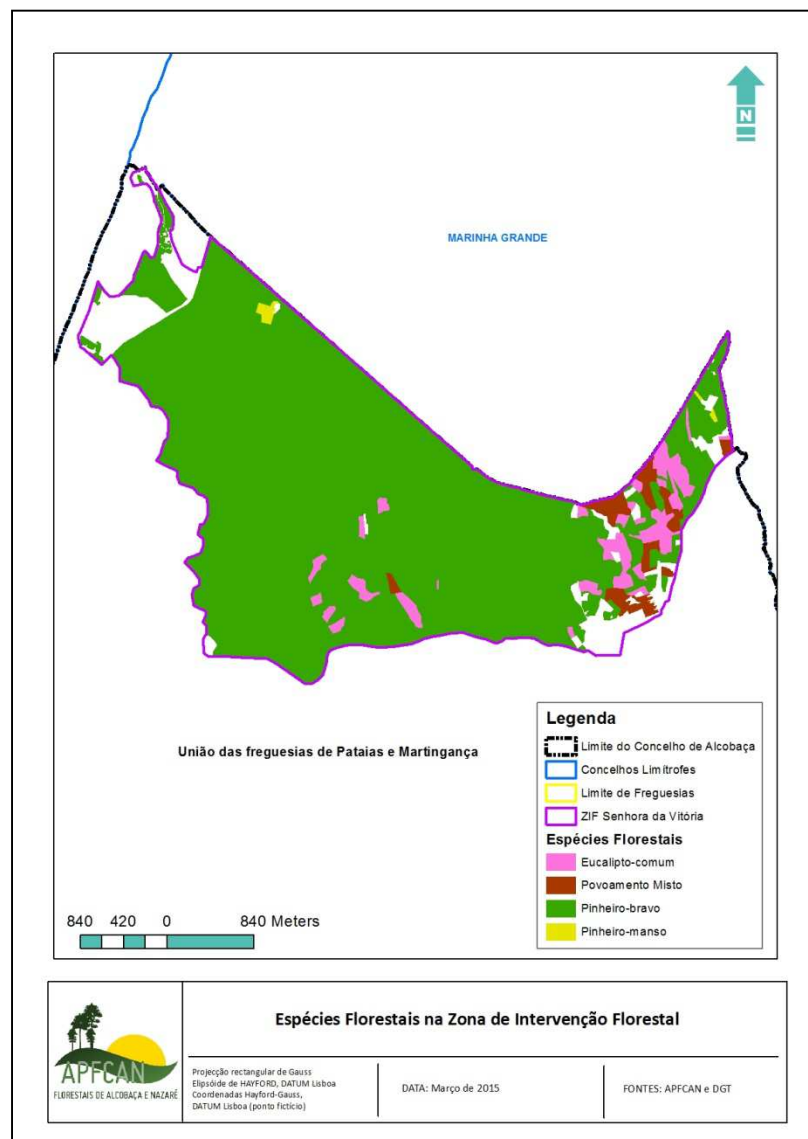 N
MARINHA GRANDE
União das freguesias de Pataias e Martingança
Legenda
Limite do Concelho de Alcobaça
Concelhos Limítrofes
Limite de Freguesias
ZIF Senhora da Vitória
Espécies Florestais
Eucalipto-comum
Povoamento Misto
Pinheiro-bravo
Pinheiro-manso
840 420 0 840 Meters
APFCAN
FLORESTAIS DE ALCOBAÇA E NAZARÉ
Espécies Florestais na Zona de Intervenção Florestal
Projecção rectangular de Gauss
Elipsóide de HAYFORD, DATUM Lisboa
Coordenadas Hayford-Gauss,
DATUM Lisboa (ponto fictício)
DATA: Março de 2015
FONTES: APFCAN e DGT